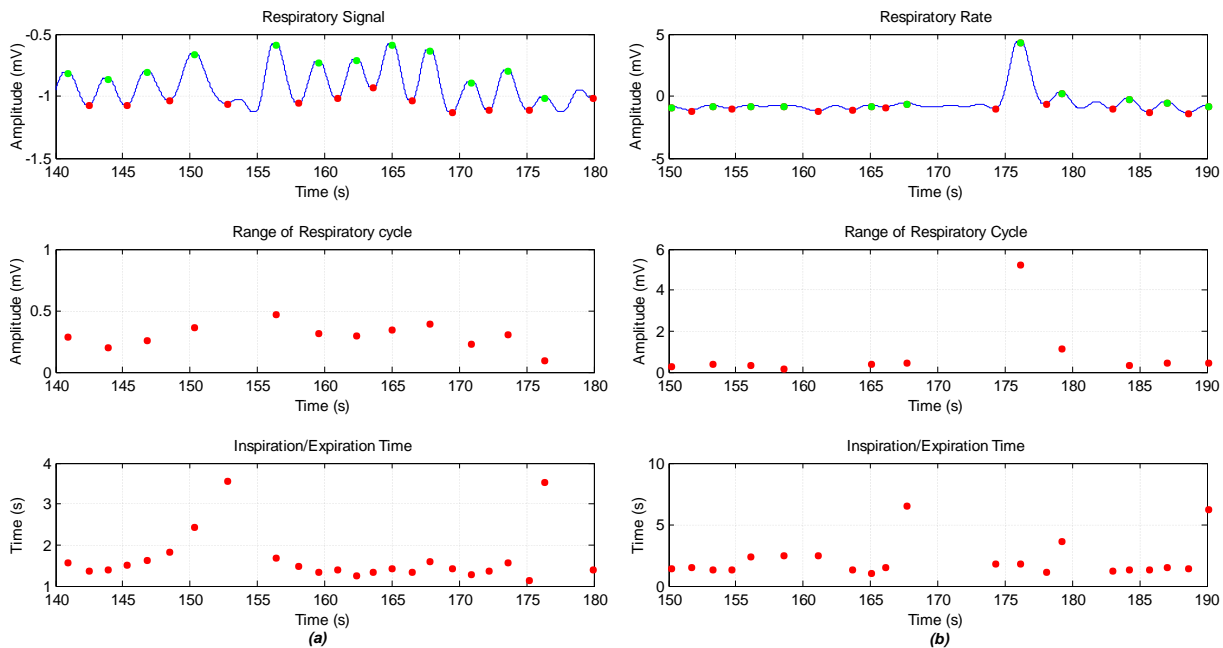 Respiratory Signal
-0.5
-1
-1.5
Amplitude (mV)
140 145 150 155 160 165 170 175 180
Time (s)
Range of Respiratory cycle
1
0.5
0
Amplitude (mV)
140 145 150 155 160 165 170 175 180
Time (s)
Inspiration/Expiration Time
4
3
2
1
Time (s)
140 145 150 155 160 165 170 175 180
Time (s)
(a)
Respiratory Rate
5
0
-5
Amplitude (mV)
150 155 160 165 170 175 180 185 190
Time (s)
Range of Respiratory Cycle
6
4
2
0
Amplitude (mV)
150 155 160 165 170 175 180 185 190
Time (s)
Inspiration/Expiration Time
10
5
0
Time (s)
150 155 160 165 170 175 180 185 190
Time (s)
(b)